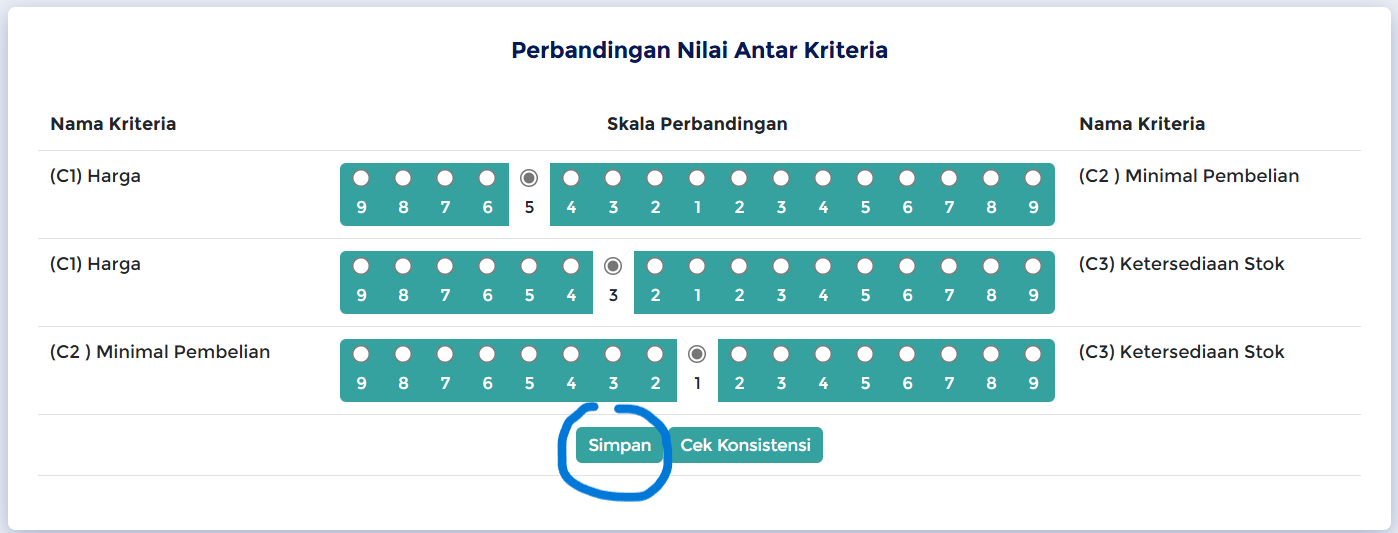 Perbandingan Nilai Antar Kriteria
Nama Kriteria Skala Perbandingan Nama Kriteria
(C1) Harga (C2 ) Minimal Pembelian
9 8 7 6 5 4 3 2 1 2 3 4 5 6 7 8 9
(C1) Harga (C3) Ketersediaan Stok
9 8 7 6 5 4 3 2 1 2 3 4 5 6 7 8 9
(C2 ) Minimal Pembelian (C3) Ketersediaan Stok
9 8 7 6 5 4 3 2 1 2 3 4 5 6 7 8 9
Simpan Cek Konsistensi